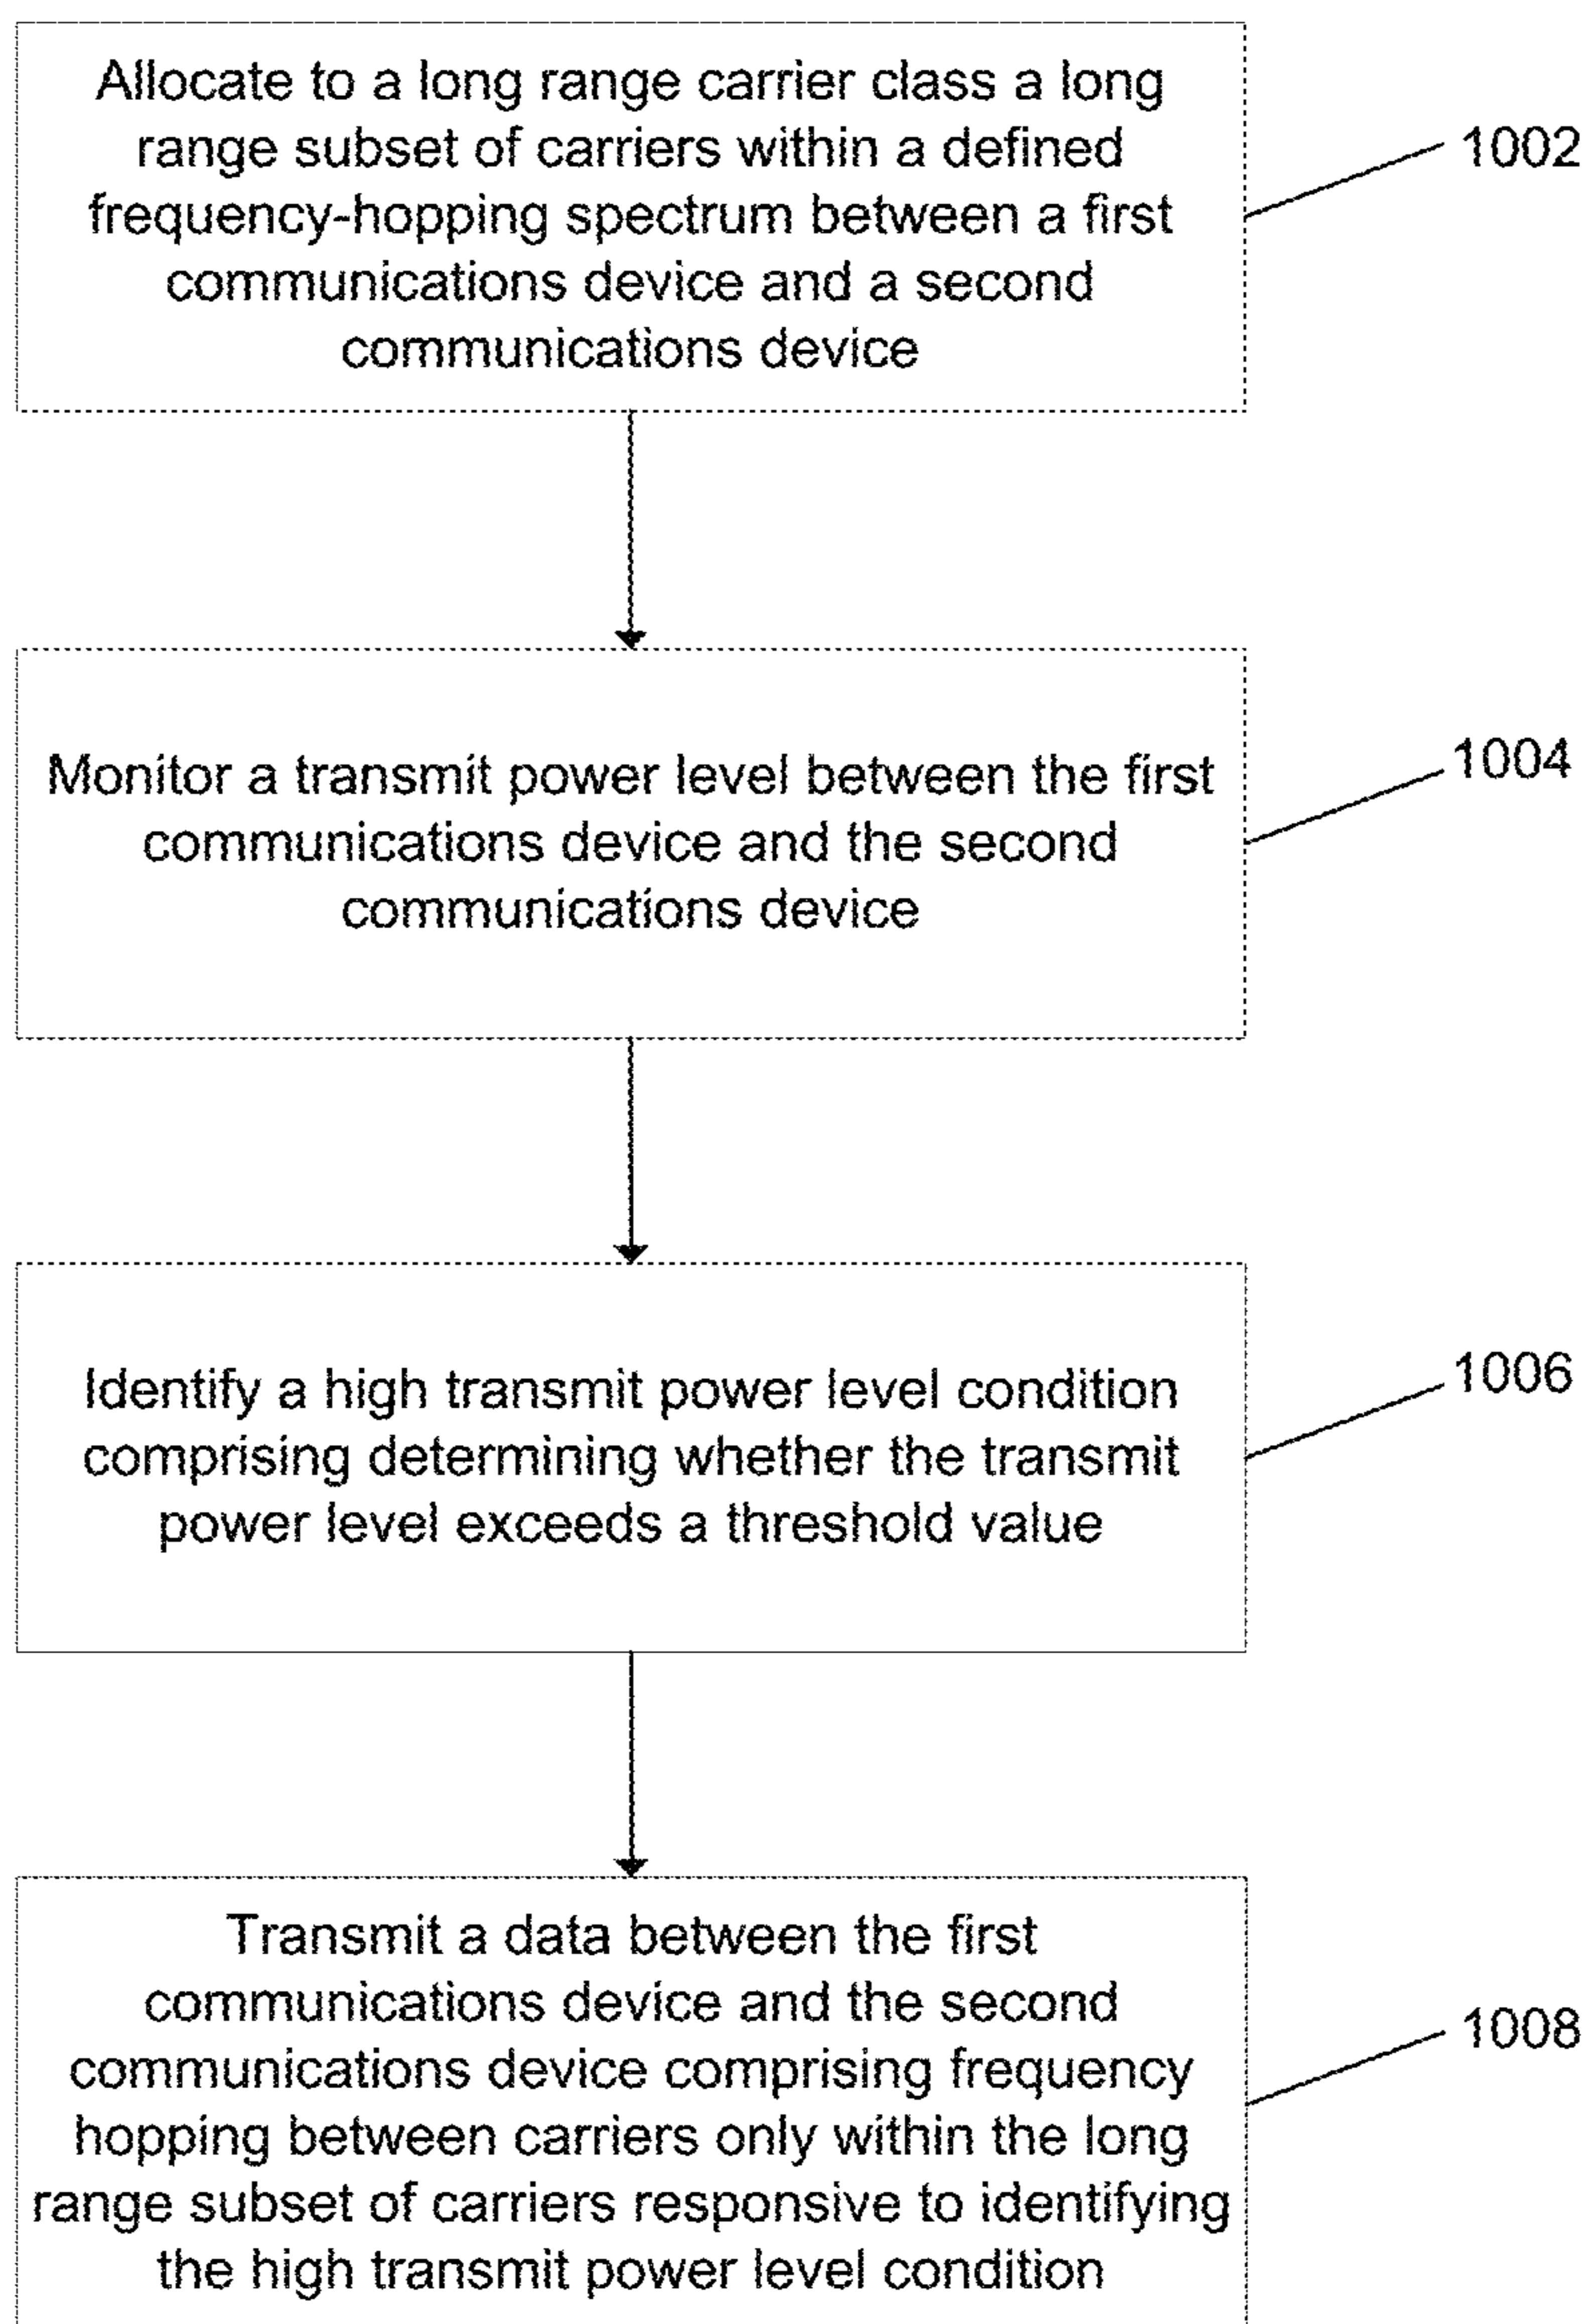 Allocate to a long range carrier class a long
range subset of carriers within a defined
frequency-hopping spectrum between a first
communications device and a second
communications device
1002
Monitor a transmit power level between the first
communications device and the second
communications device
1004
Identify a high transmit power level condition
comprising determining whether the transmit
power level exceeds a threshold value
1006
Transmit a data between the first
communications device and the second
communications device comprising frequency
hopping between carriers only within the long
range subset of carriers responsive to identifying
the high transmit power level condition
1008